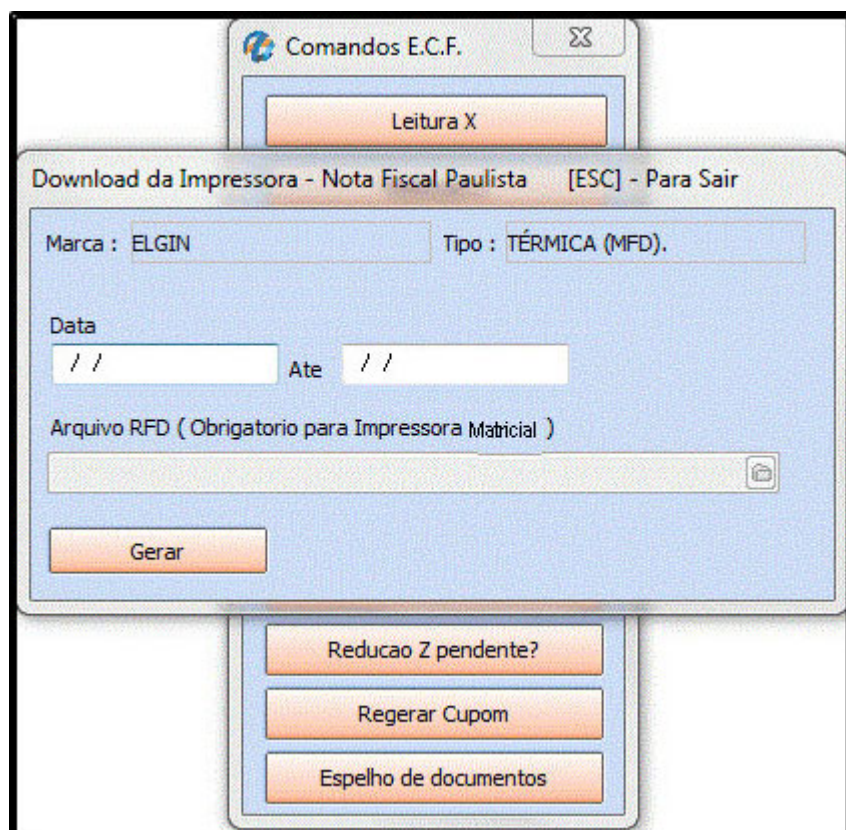 Comandos E.C.F.
Leitura X
Download da Impressora - Nota Fiscal Paulista [ESC] - Para Sair
Marca : ELGIN Tipo : TÉRMICA (MFD).
Data
/ / Ate / /
Arquivo RFD ( Obrigatorio para Impressora Matricial )
Gerar
Reducao Z pendente?
Regerar Cupom
Espelho de documentos